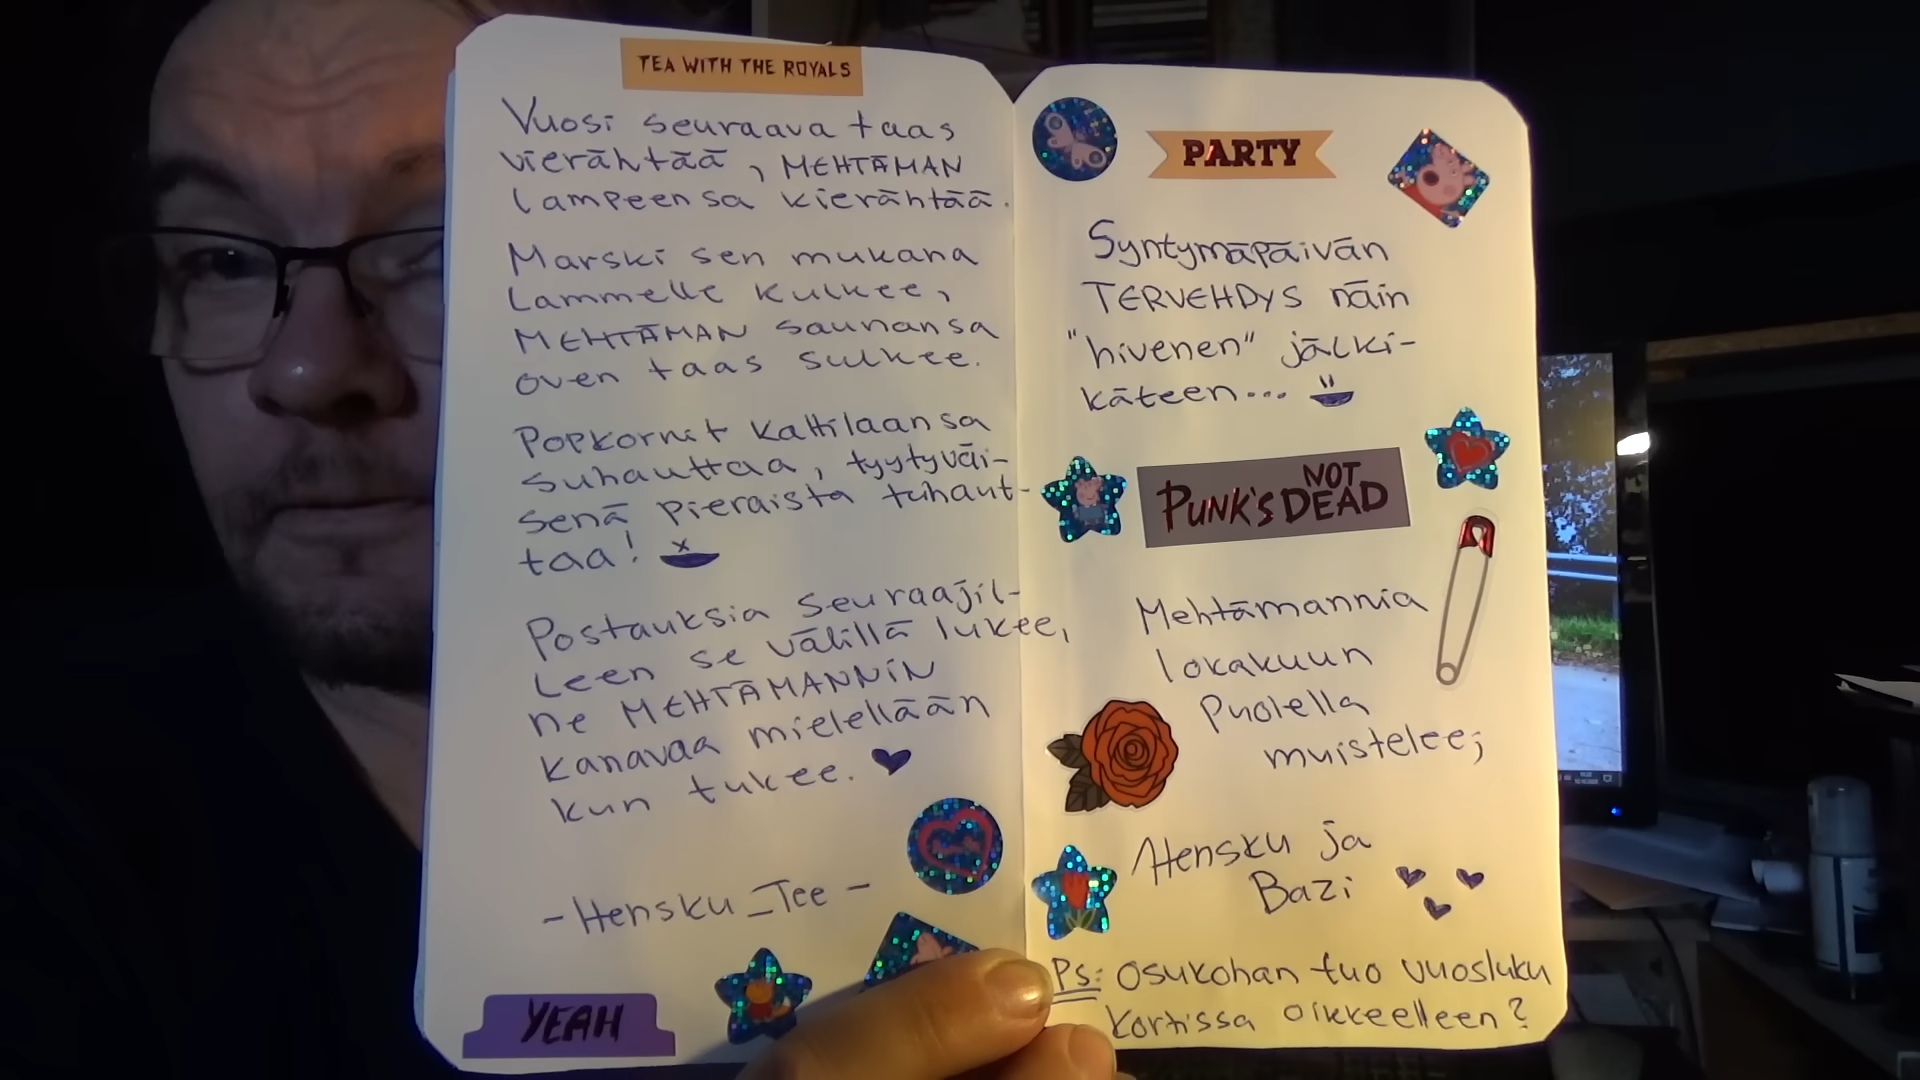 TEA WITH THE ROYALS
Vuosi seuraava taas
vierähtää, MEHTÄMAN
lampeensa kierähtää.
Marski sen mukana
Lammelle kulkee,
MEHTÄMAN saunansa
oven taas sulkee.
Popkornit kattilaansa
suhauttaa, tyytyväi-
senä pieraista tuhaut-
taa!
Postauksia seuraajil-
leen se välillä lukee,
ne MEHTÄMANNIN
kanavaa mielellään
kun tukee.
- Hensku_Tee -
YEAH
PARTY
Syntymäpäivän
TERVEHDYS näin
"hivenen" jälki-
käteen...
PUNK'S NOT DEAD
Mehtämannia
lokakuun
puolella
muistelee;
Hensku ja
Bazi
Ps: Osukohan tuo vuosluku
kortissa oikkeelleen?